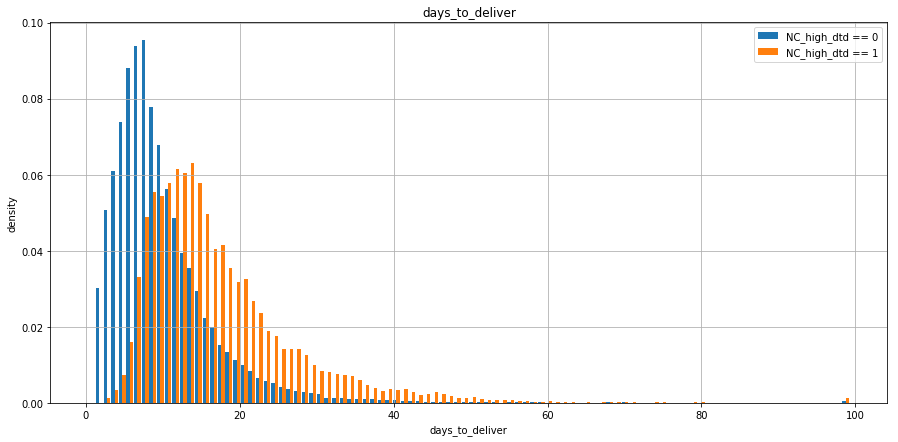 days_to_deliver
NC_high_dtd == 0
NC_high_dtd == 1
density
0.10
0.08
0.06
0.04
0.02
0.00
0
20
40
60
80
100
days_to_deliver